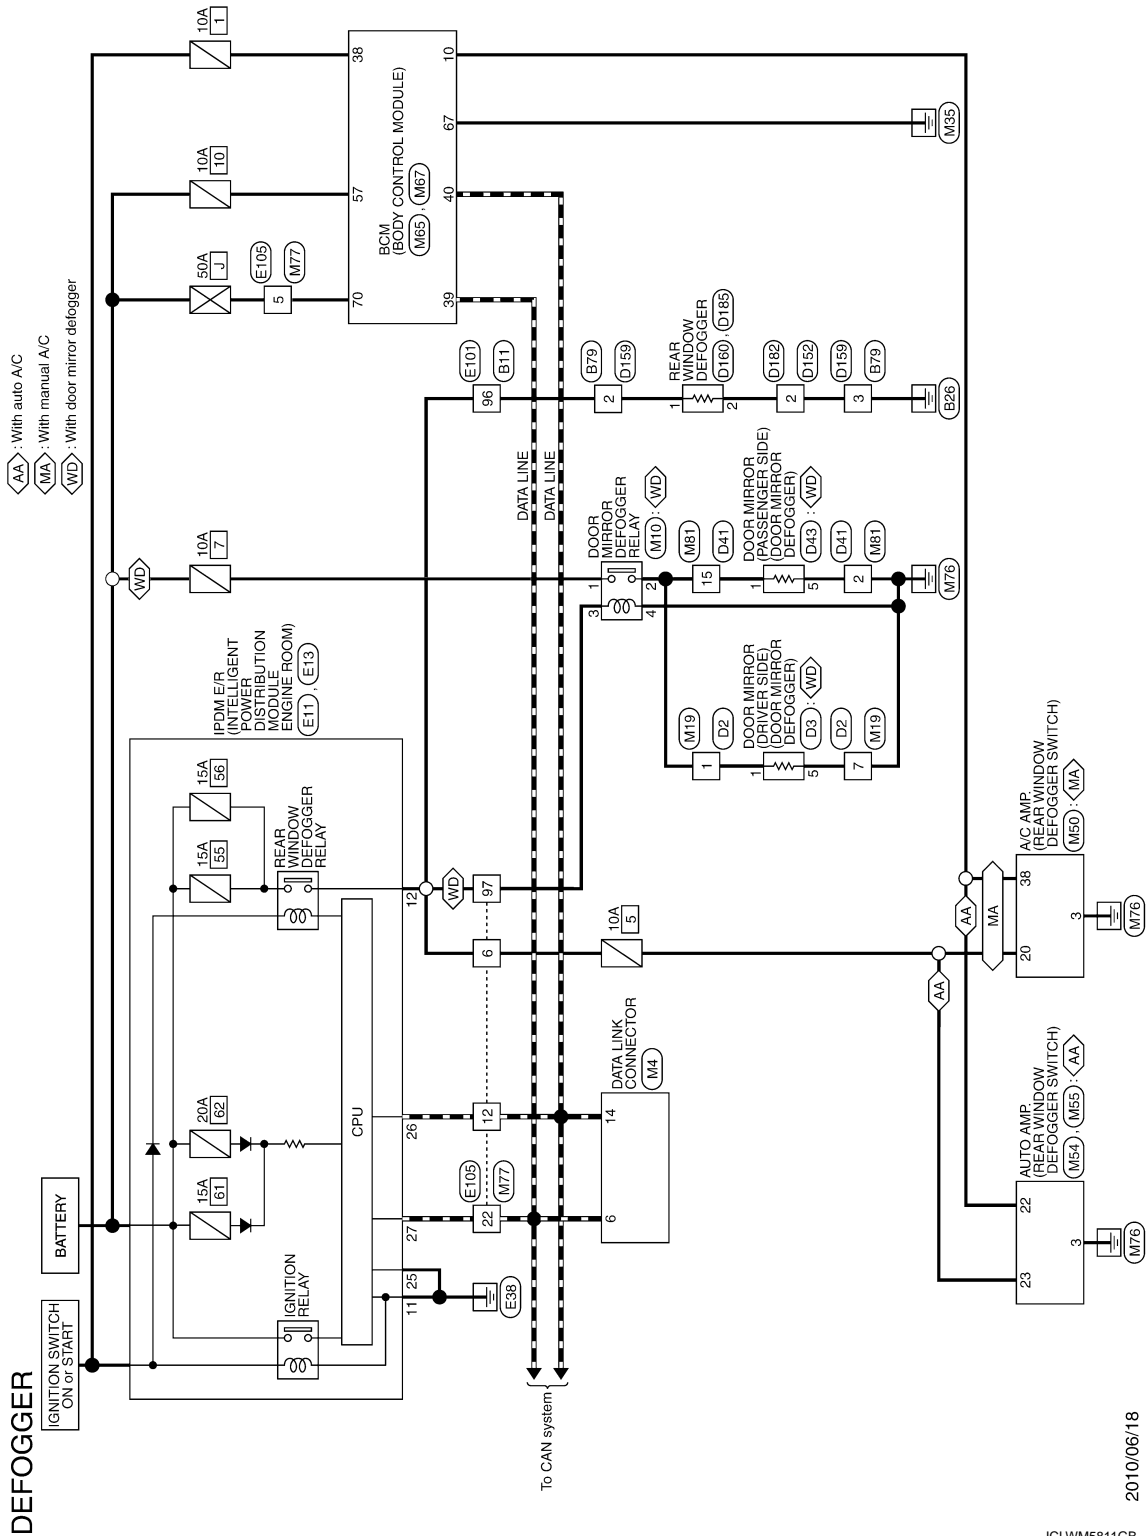 DEFOGGER
AA : With auto A/C
MA : With manual A/C
WD : With door mirror defogger
IGNITION SWITCH
ON or START
BATTERY
WD
10A
7
50A
J
10A
10
10A
1
E105
M77
5
IPDM E/R
(INTELLIGENT
POWER
DISTRIBUTION
MODULE
ENGINE ROOM)
E11 , E13
IGNITION
RELAY
15A
61
20A
62
15A
55
15A
56
REAR
WINDOW
DEFOGGER
RELAY
CPU
11
25
27
26
12
70
57
38
BCM
(BODY CONTROL MODULE)
M65 , M67
39
40
67
10
E38
E105
M77
22
12
6
97
WD
E101
B11
96
DATA LINE
DATA LINE
To CAN system
DATA LINK
CONNECTOR
M4
6
14
10A
5
DOOR
MIRROR
DEFOGGER
RELAY
M10 : WD
3
1
4
2
B79
D159
2
REAR
WINDOW
DEFOGGER
D160 , D185
1
2
D182
D152
2
D159
B79
3
B26
M35
M19
D2
1
DOOR MIRROR
(DRIVER SIDE)
(DOOR MIRROR
DEFOGGER)
D3 : WD
1
5
D2
M19
7
M81
D41
15
DOOR MIRROR
(PASSENGER SIDE)
(DOOR MIRROR
DEFOGGER)
D43 : WD
1
5
D41
M81
2
M76
AA
AA
MA
AUTO AMP.
(REAR WINDOW
DEFOGGER SWITCH)
M54 , M55 : AA
23
22
3
M76
A/C AMP.
(REAR WINDOW
DEFOGGER SWITCH)
M50 : MA
20
38
3
M76
2010/06/18